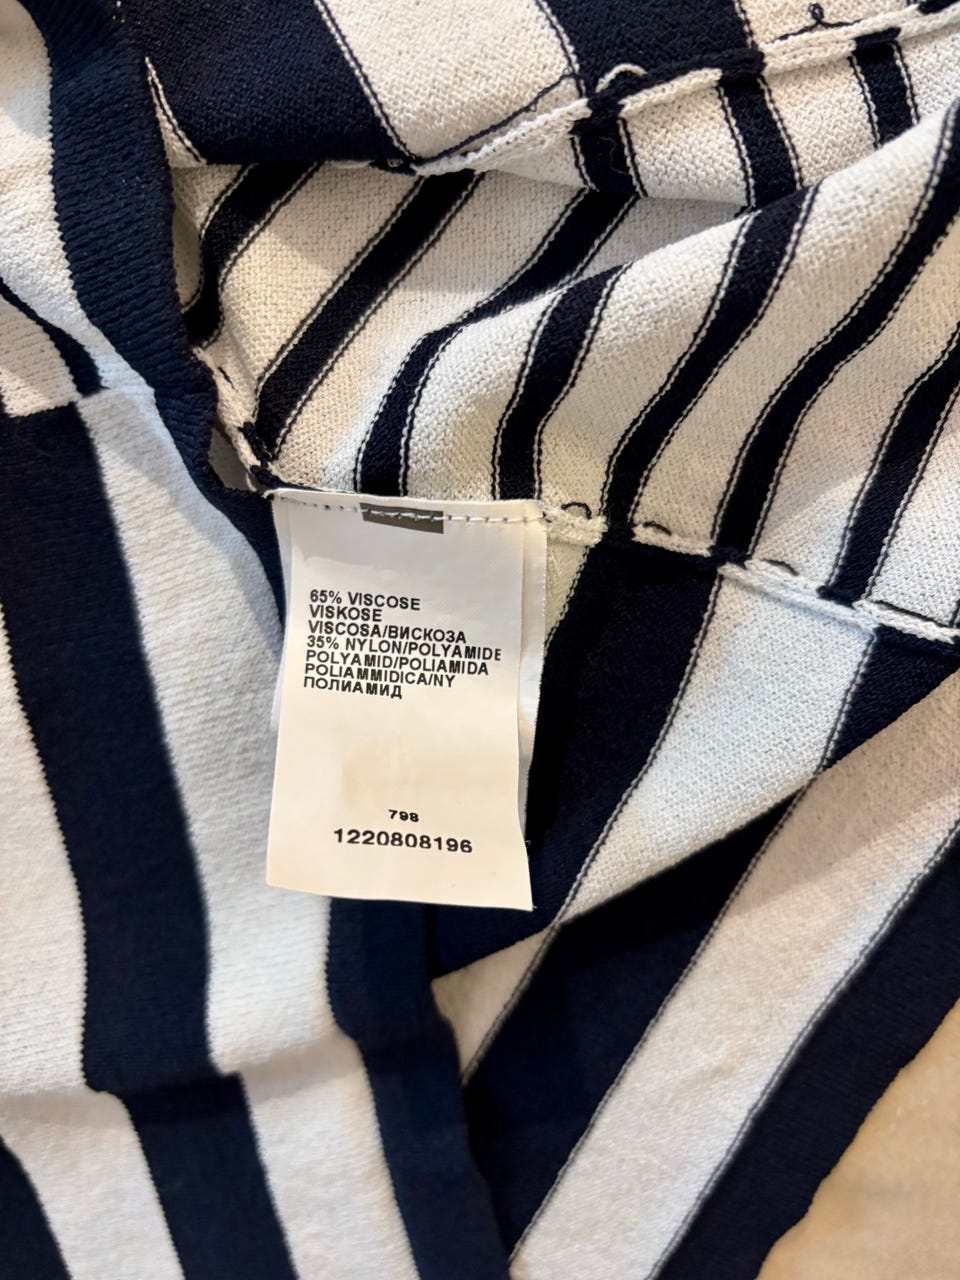 65% VISCOSE
VISKOSE
VISCOSA/ВИСКОЗА
35% NYLON/POLYAMIDE
POLYAMID/POLIAMIDA
POLIAMMIDICA/NY
ПОЛИАМИД
798
1220808196